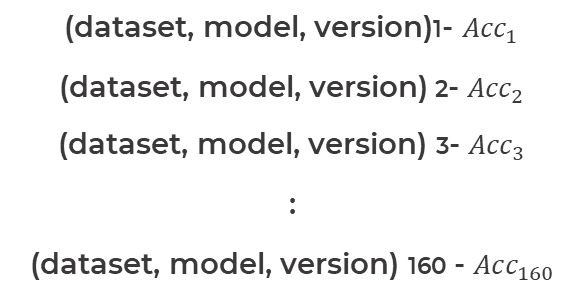 (dataset, model, version)1- Acc₁
(dataset, model, version) 2- Acc₂
(dataset, model, version) 3- Acc₃
:
(dataset, model, version) 160 - Acc₁₆₀